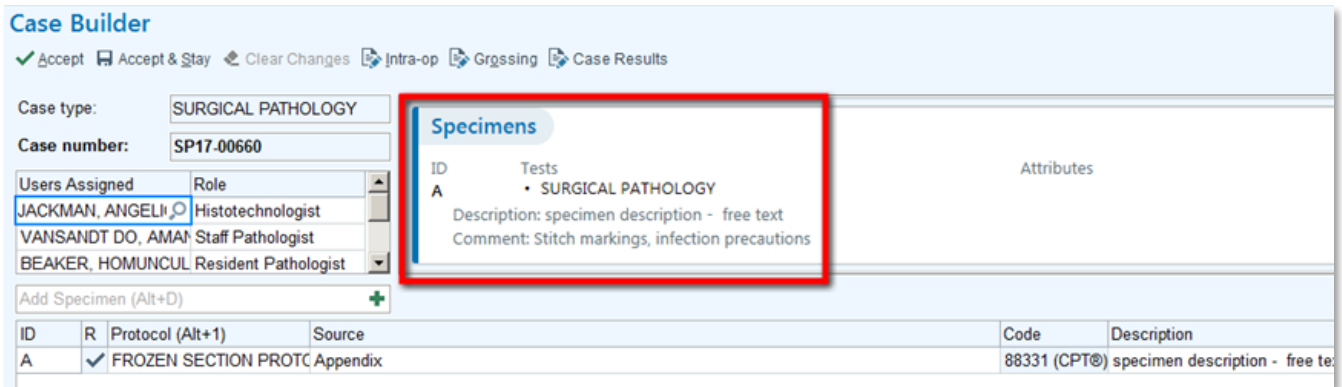 Case Builder
Accept Accept & Stay Clear Changes Intra-op Grossing Case Results
Case type: SURGICAL PATHOLOGY
Case number: SP17-00660
Users Assigned Role
JACKMAN, ANGELI Histotechnologist
VANSANDT DO, AMAN Staff Pathologist
BEAKER, HOMUNCUL Resident Pathologist
Add Specimen (Alt+D)
Specimens
ID Tests Attributes
A • SURGICAL PATHOLOGY
Description: specimen description - free text
Comment: Stitch markings, infection precautions
ID R Protocol (Alt+1) Source Code Description
A FROZEN SECTION PROTC Appendix 88331 (CPT®) specimen description - free te